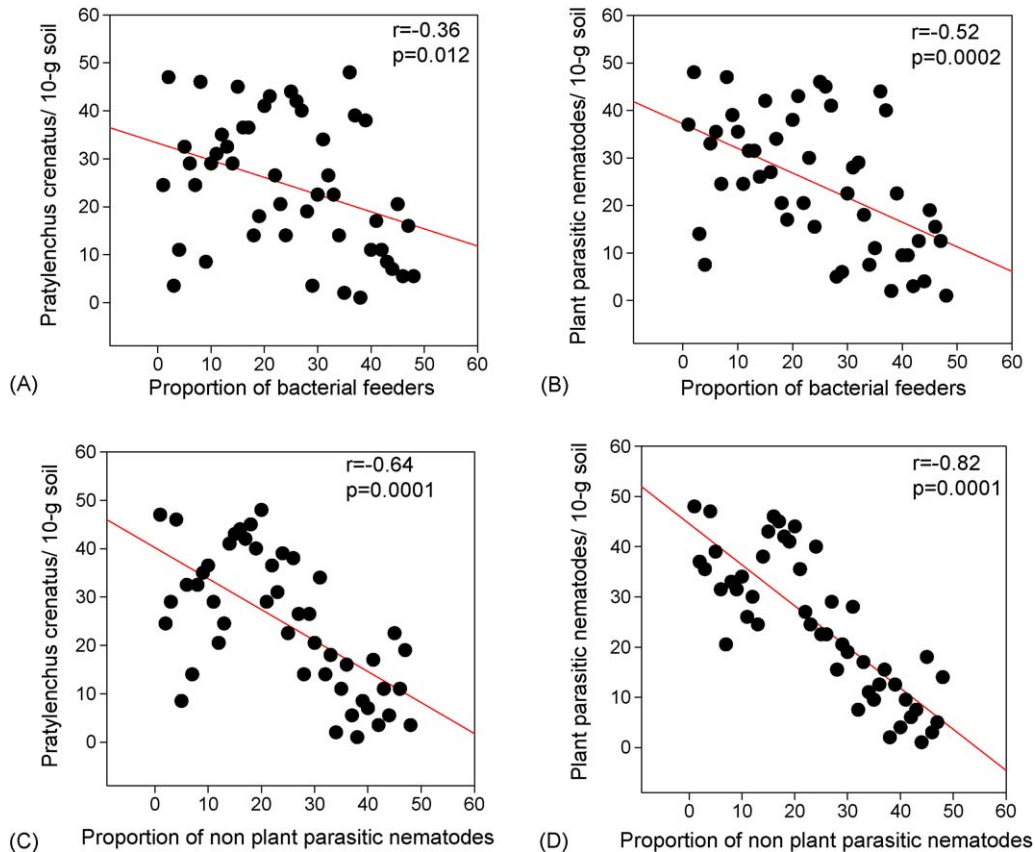 r=-0.36
p=0.012
Pratylenchus crenatus/ 10-g soil
60
50
40
30
20
10
0
0 10 20 30 40 50 60
(A) Proportion of bacterial feeders
r=-0.52
p=0.0002
Plant parasitic nematodes/ 10-g soil
60
50
40
30
20
10
0
0 10 20 30 40 50 60
(B) Proportion of bacterial feeders
r=-0.64
p=0.0001
Pratylenchus crenatus/ 10-g soil
60
50
40
30
20
10
0
0 10 20 30 40 50 60
(C) Proportion of non plant parasitic nematodes
r=-0.82
p=0.0001
Plant parasitic nematodes/ 10-g soil
60
50
40
30
20
10
0
0 10 20 30 40 50 60
(D) Proportion of non plant parasitic nematodes